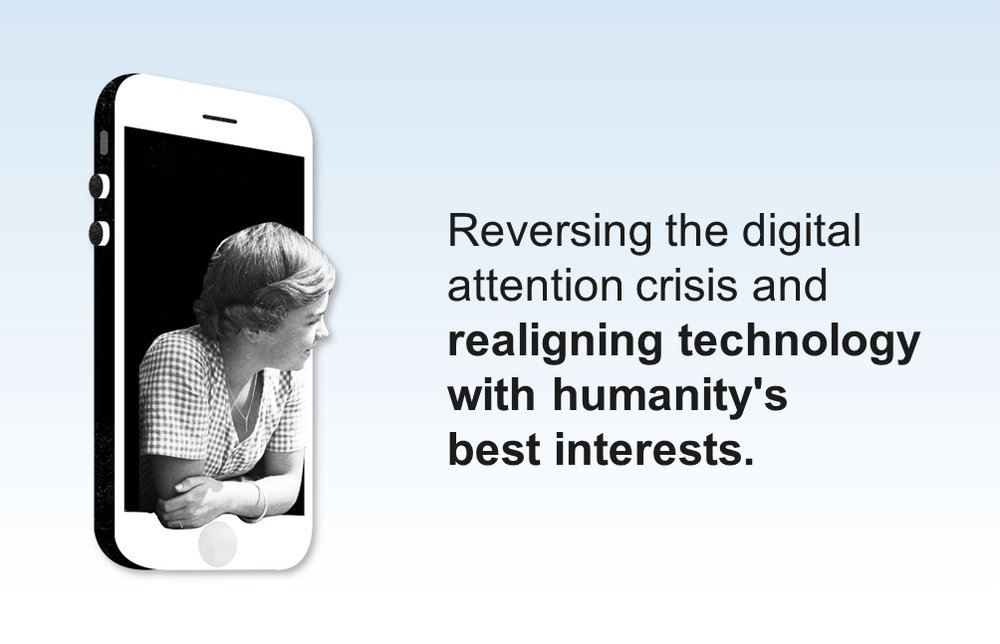 Reversing the digital
attention crisis and
realigning technology
with humanity's
best interests.